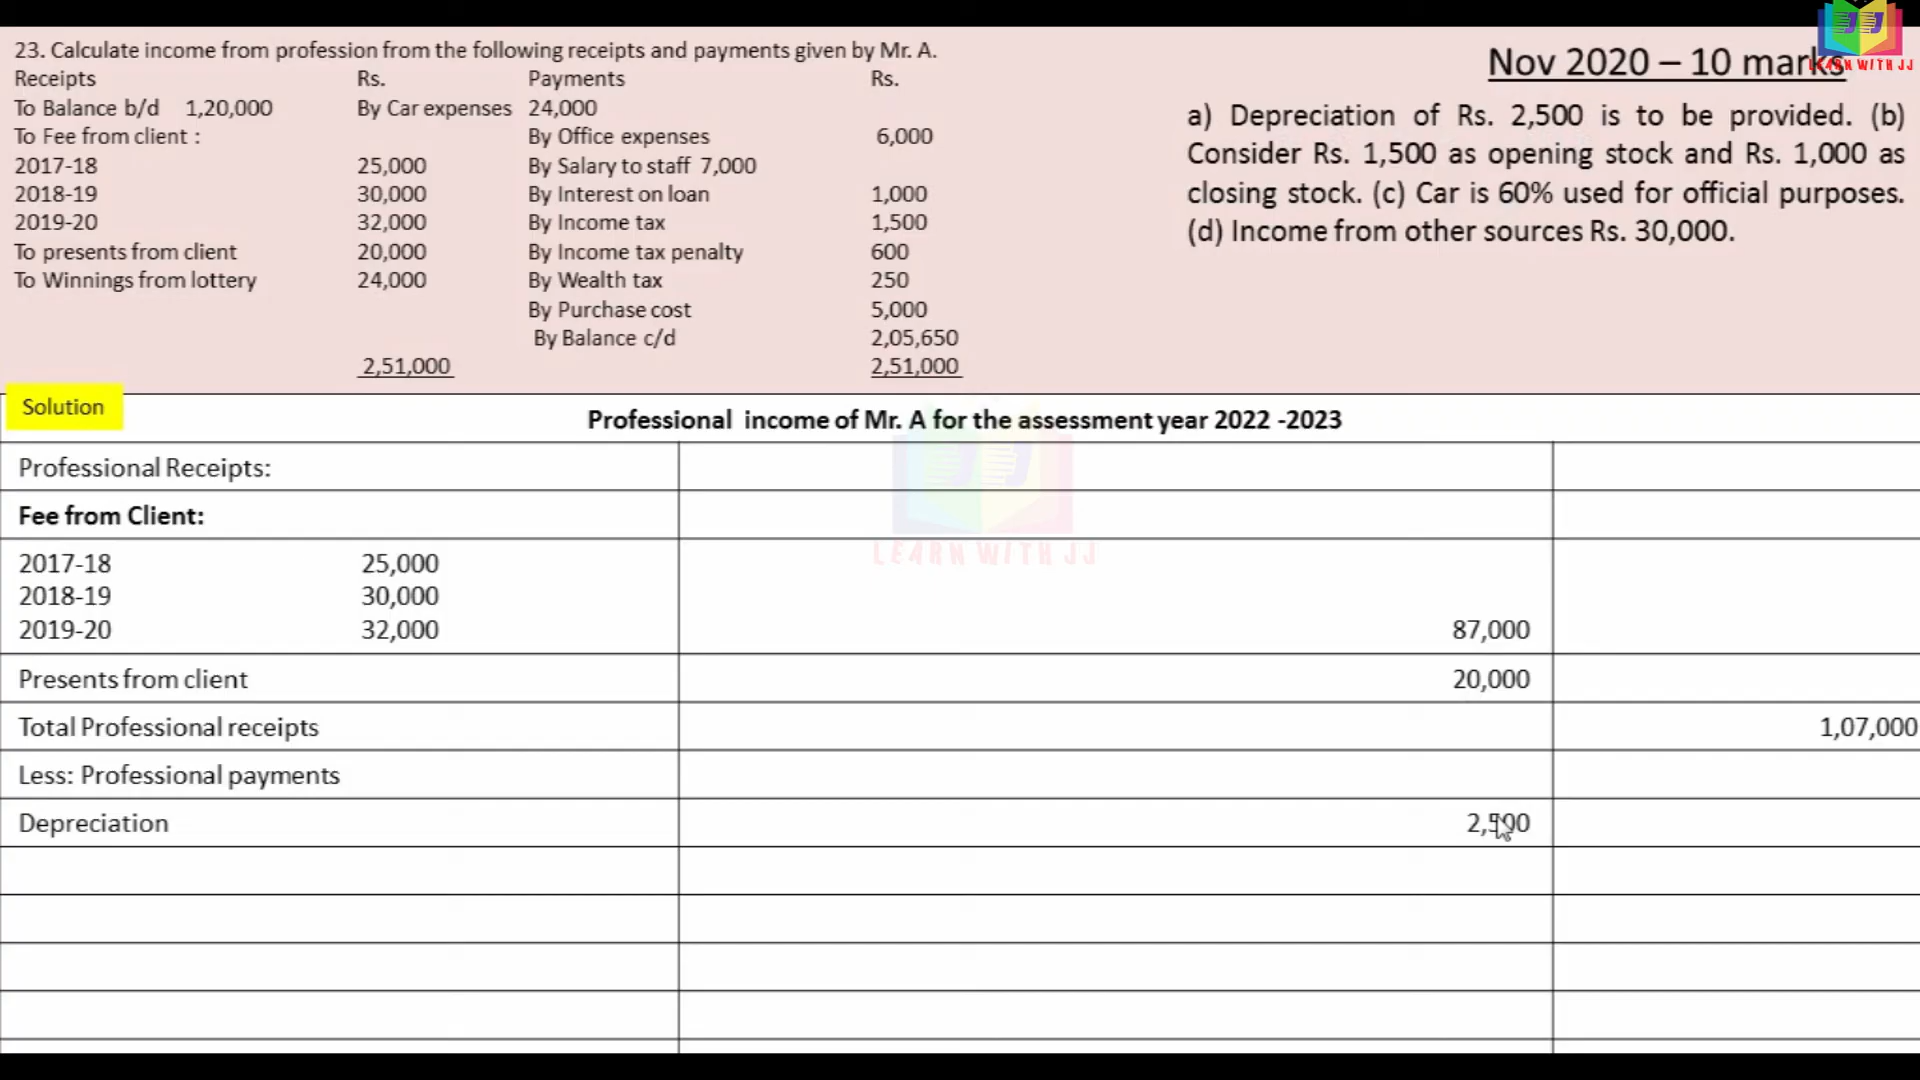 23. Calculate income from profession from the following receipts and payments given by Mr. A.
Receipts Rs. Payments Rs.
To Balance b/d 1,20,000 By Car expenses 24,000
To Fee from client : By Office expenses 6,000
2017-18 25,000 By Salary to staff 7,000
2018-19 30,000 By Interest on loan 1,000
2019-20 32,000 By Income tax 1,500
To presents from client 20,000 By Income tax penalty 600
To Winnings from lottery 24,000 By Wealth tax 250
By Purchase cost 5,000
By Balance c/d 2,05,650
2,51,000 2,51,000
Nov 2020 – 10 marks
LEARN WITH JJ
a) Depreciation of Rs. 2,500 is to be provided. (b)
Consider Rs. 1,500 as opening stock and Rs. 1,000 as
closing stock. (c) Car is 60% used for official purposes.
(d) Income from other sources Rs. 30,000.
Solution
Professional income of Mr. A for the assessment year 2022 -2023
Professional Receipts:
Fee from Client:
LEARN WITH JJ
2017-18 25,000
2018-19 30,000
2019-20 32,000 87,000
Presents from client 20,000
Total Professional receipts 1,07,000
Less: Professional payments
Depreciation 2,500